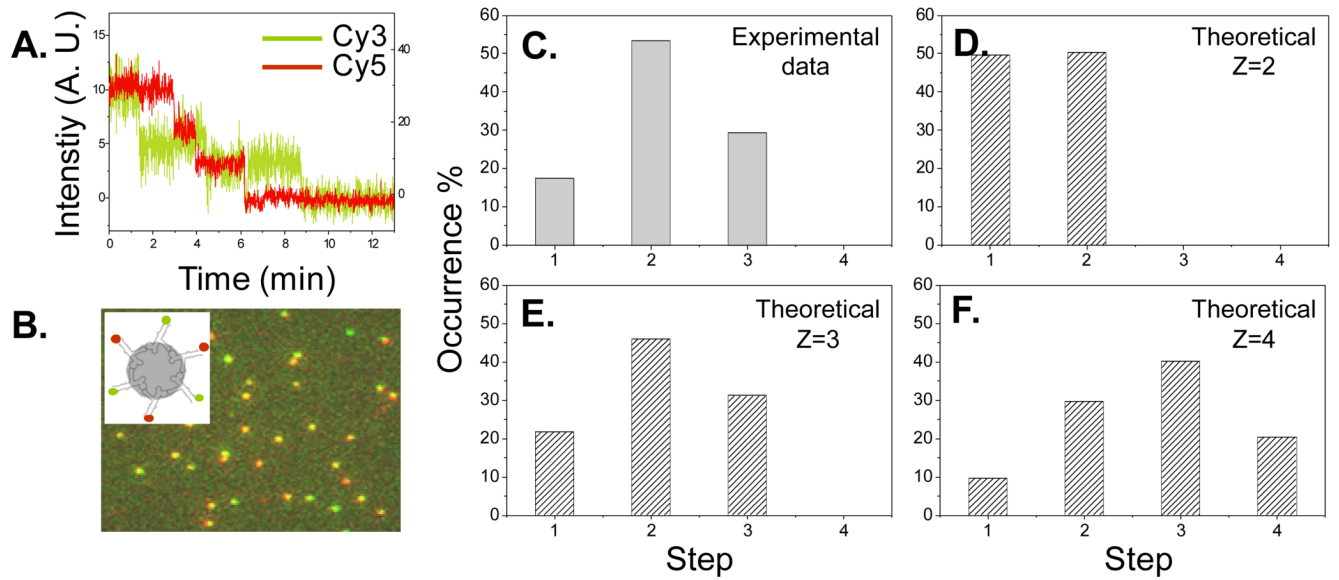 A.
Cy3
Cy5
Intenstiy (A. U.)
15
10
5
0
40
20
0
0 2 4 6 8 10 12
Time (min)
B.
C.
Experimental
data
Occurrence %
60
50
40
30
20
10
0
1 2 3 4
D.
Theoretical
Z=2
60
50
40
30
20
10
0
1 2 3 4
E.
Theoretical
Z=3
60
50
40
30
20
10
0
1 2 3 4
Step
F.
Theoretical
Z=4
60
50
40
30
20
10
0
1 2 3 4
Step